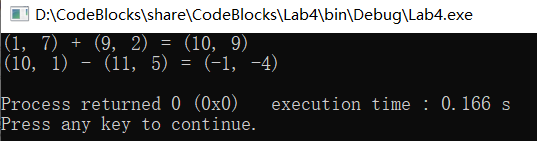 D:\CodeBlocks\share\CodeBlocks\Lab4\bin\Debug\Lab4.exe
(1, 7) + (9, 2) = (10, 9)
(10, 1) - (11, 5) = (-1, -4)
Process returned 0 (0x0)   execution time : 0.166 s
Press any key to continue.